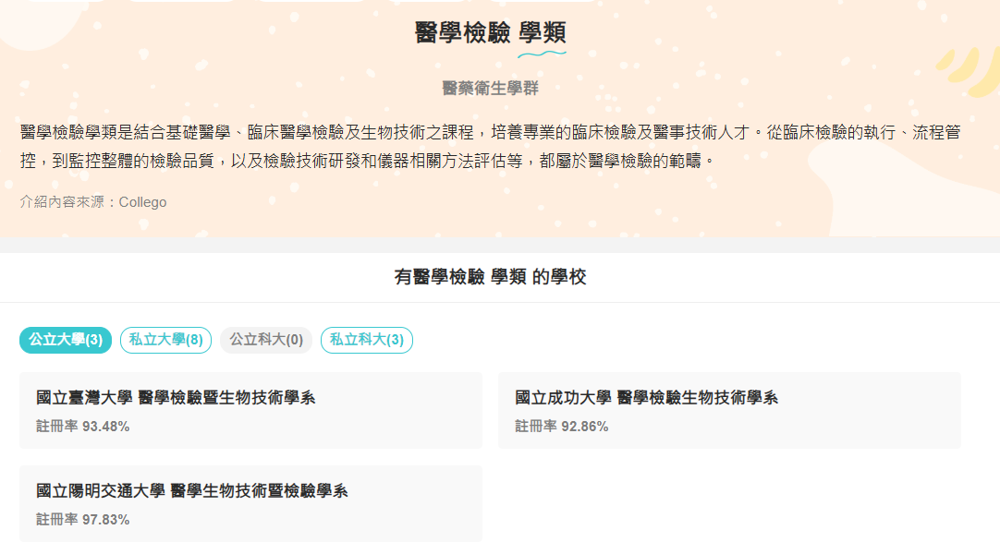 醫學檢驗 學類
醫藥衛生學群
醫學檢驗學類是結合基礎醫學、臨床醫學檢驗及生物技術之課程，培養專業的臨床檢驗及醫事技術人才。從臨床檢驗的執行、流程管
控，到監控整體的檢驗品質，以及檢驗技術研發和儀器相關方法評估等，都屬於醫學檢驗的範疇。
介紹內容來源：Collego
有醫學檢驗 學類 的學校
公立大學(3) 私立大學(8) 公立科大(0) 私立科大(3)
國立臺灣大學 醫學檢驗暨生物技術學系
註冊率 93.48%
國立成功大學 醫學檢驗生物技術學系
註冊率 92.86%
國立陽明交通大學 醫學生物技術暨檢驗學系
註冊率 97.83%